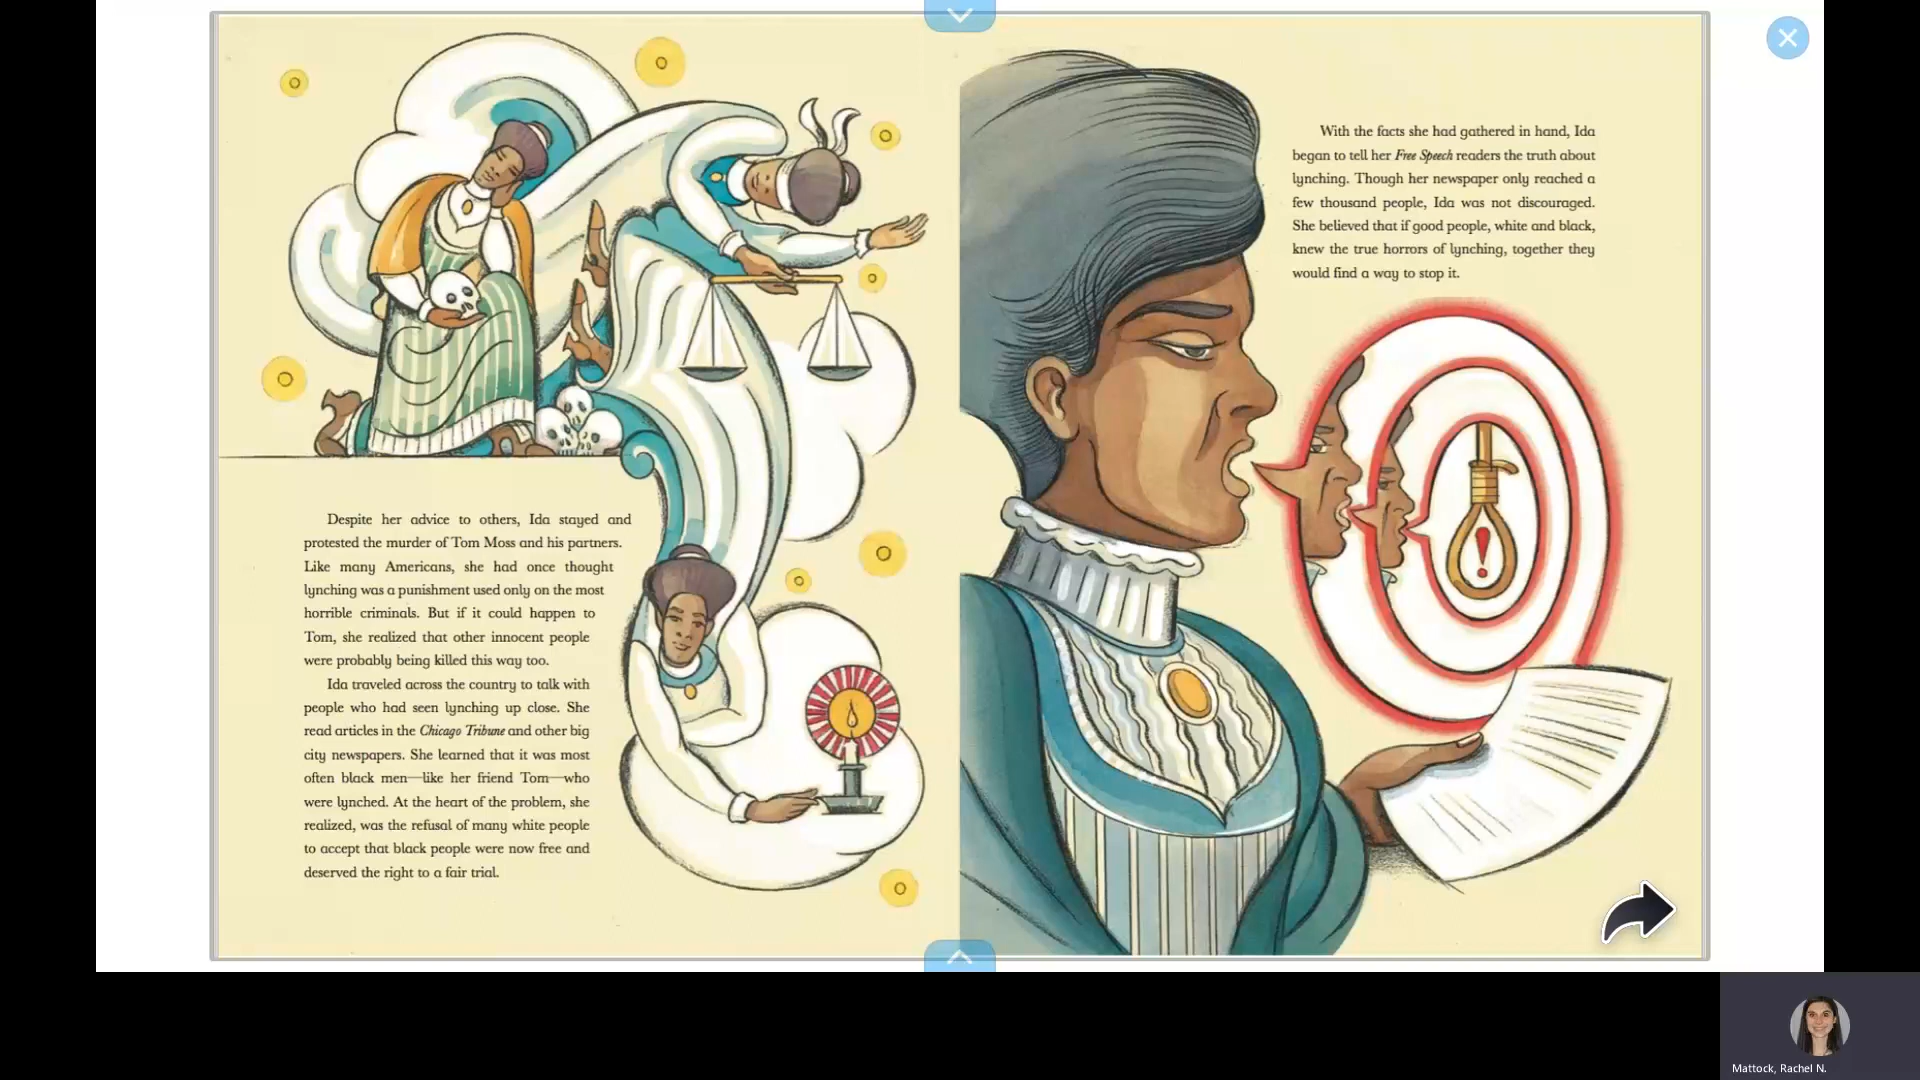 Despite her advice to others, Ida stayed and
protested the murder of Tom Moss and his partners.
Like many Americans, she had once thought
lynching was a punishment used only on the most
horrible criminals. But if it could happen to
Tom, she realized that other innocent people
were probably being killed this way too.
Ida traveled across the country to talk with
people who had seen lynching up close. She
read articles in the Chicago Tribune and other big
city newspapers. She learned that it was most
often black men—like her friend Tom—who
were lynched. At the heart of the problem, she
realized, was the refusal of many white people
to accept that black people were now free and
deserved the right to a fair trial.
With the facts she had gathered in hand, Ida
began to tell her Free Speech readers the truth about
lynching. Though her newspaper only reached a
few thousand people, Ida was not discouraged.
She believed that if good people, white and black,
knew the true horrors of lynching, together they
would find a way to stop it.
!
Mattock, Rachel N.